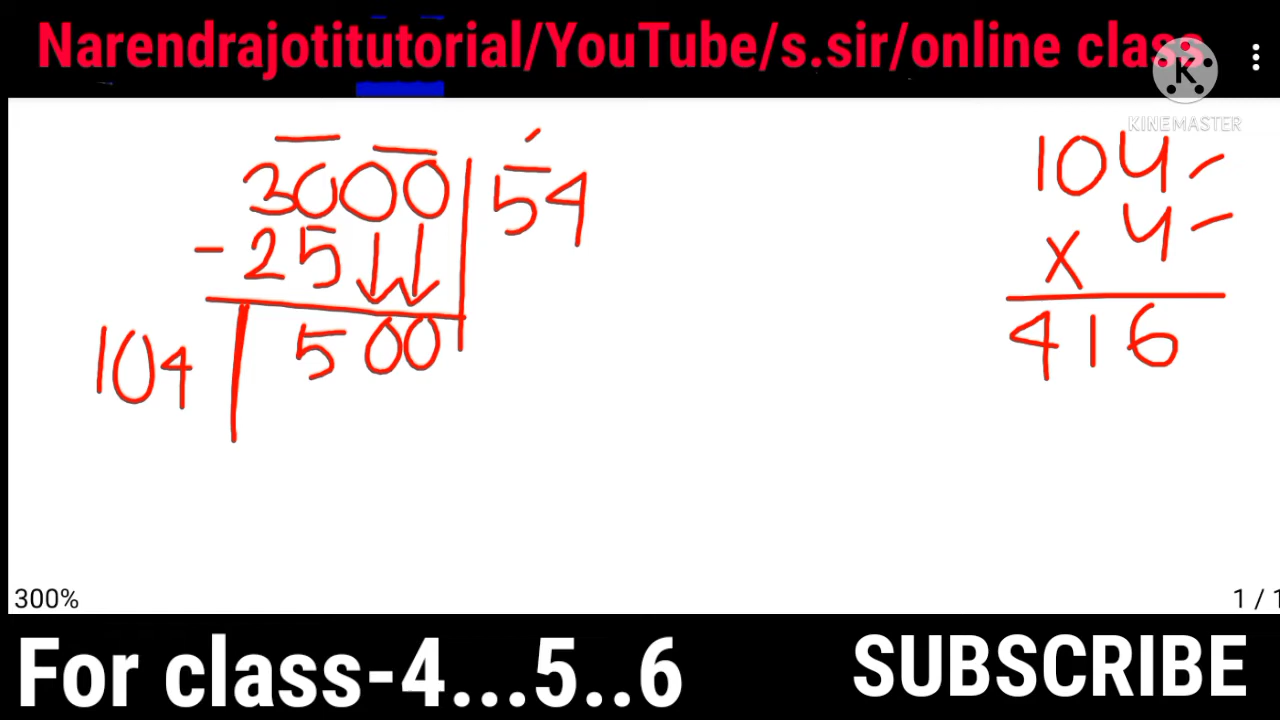 Narendrajotitutorial/YouTube/s.sir/online class
K
KINEMASTER
3000 54
- 25
104 500
104
x 4
416
300%
1 / 1
For class-4...5..6
SUBSCRIBE